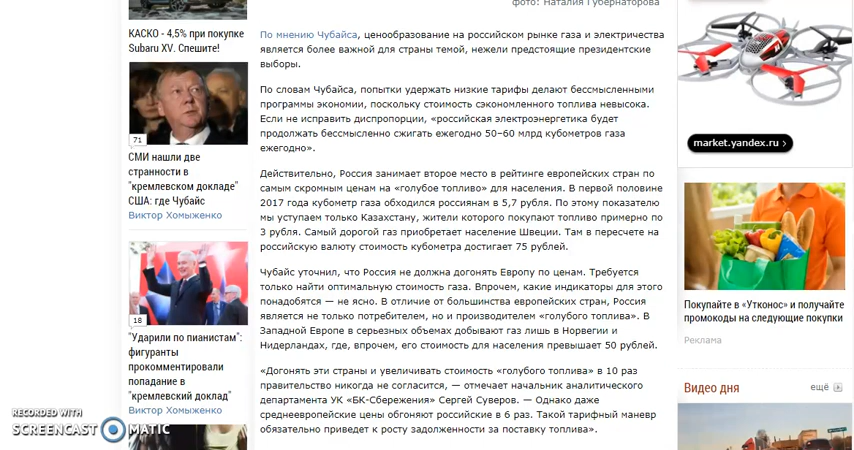 фото: Наталия Губернаторова
КАСКО - 4,5% при покупке
Subaru XV. Спешите!
71
СМИ нашли две
странности в
"кремлевском докладе"
США: где Чубайс
Виктор Хомыженко
18
"Ударили по пианистам":
фигуранты
прокомментировали
попадание в
"кремлевский доклад"
Виктор Хомыженко
По мнению Чубайса, ценообразование на российском рынке газа и электричества
является более важной для страны темой, нежели предстоящие президентские
выборы.
По словам Чубайса, попытки удержать низкие тарифы делают бессмысленными
программы экономии, поскольку стоимость сэкономленного топлива невысока.
Если не исправить диспропорции, «российская электроэнергетика будет
продолжать бессмысленно сжигать ежегодно 50–60 млрд кубометров газа
ежегодно».
Действительно, Россия занимает второе место в рейтинге европейских стран по
самым скромным ценам на «голубое топливо» для населения. В первой половине
2017 года кубометр газа обходился россиянам в 5,7 рубля. По этому показателю
мы уступаем только Казахстану, жители которого покупают топливо примерно по
3 рубля. Самый дорогой газ приобретает население Швеции. Там в пересчете на
российскую валюту стоимость кубометра достигает 75 рублей.
Чубайс уточнил, что Россия не должна догонять Европу по ценам. Требуется
только найти оптимальную стоимость газа. Впрочем, какие индикаторы для этого
понадобятся — не ясно. В отличие от большинства европейских стран, Россия
является не только потребителем, но и производителем «голубого топлива». В
Западной Европе в серьезных объемах добывают газ лишь в Норвегии и
Нидерландах, где, впрочем, его стоимость для населения превышает 50 рублей.
«Догонять эти страны и увеличивать стоимость «голубого топлива» в 10 раз
правительство никогда не согласится, — отмечает начальник аналитического
департамента УК «БК-Сбережения» Сергей Суверов. — Однако даже
среднеевропейские цены обгоняют российские в 6 раз. Такой тарифный маневр
обязательно приведет к росту задолженности за поставку топлива».
market.yandex.ru
Покупайте в «Утконос» и получайте
промокоды на следующие покупки
Реклама
Видео дня
ещё
RECORDED WITH
SCREENCAST MATIC